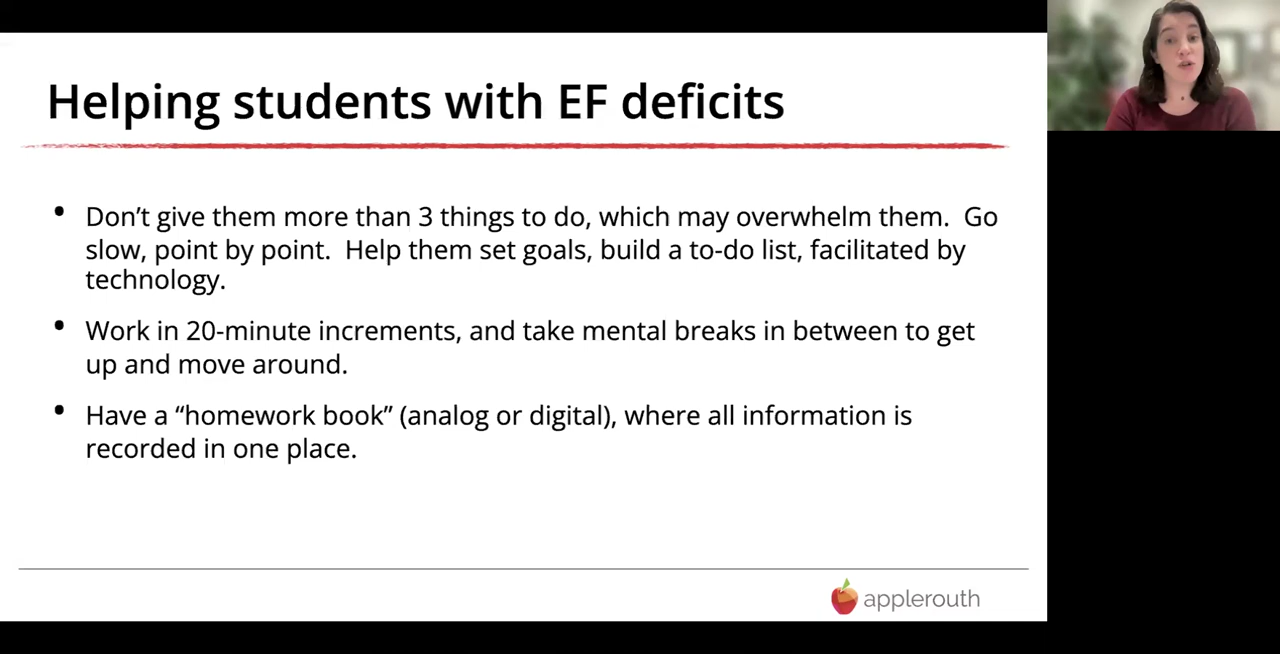 Helping students with EF deficits
• Don’t give them more than 3 things to do, which may overwhelm them.  Go
slow, point by point.  Help them set goals, build a to-do list, facilitated by
technology.
• Work in 20-minute increments, and take mental breaks in between to get
up and move around.
• Have a “homework book” (analog or digital), where all information is
recorded in one place.
applerouth